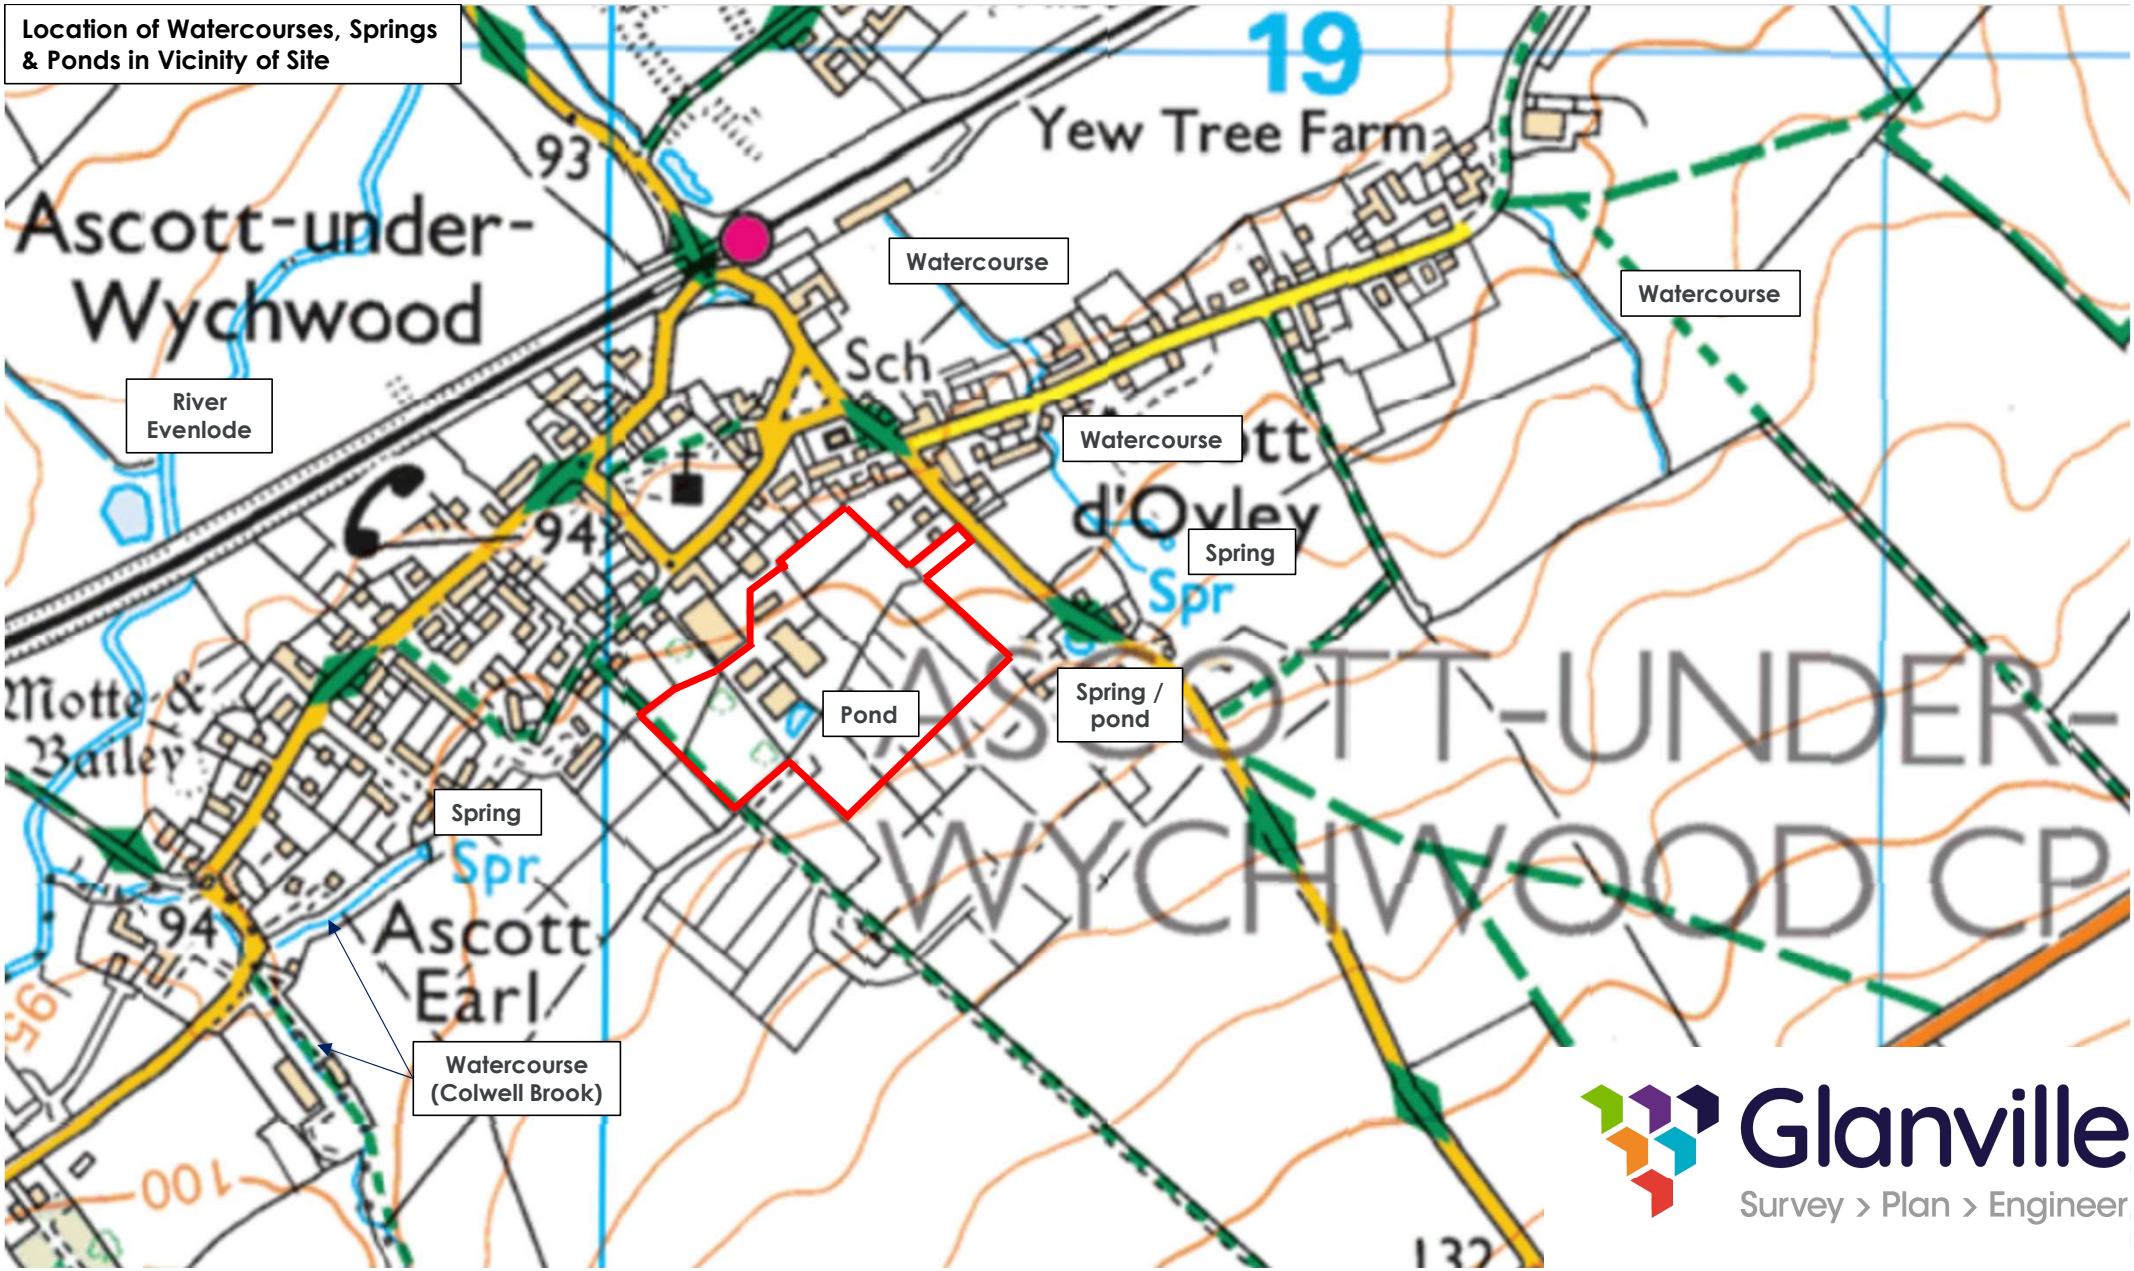 Location of Watercourses, Springs
& Ponds in Vicinity of Site
19
Yew Tree Farm
93
Ascott-under-
Wychwood
Watercourse
Watercourse
Sch
River
Evenlode
Watercourse
ott
d'Oyley
94
Spring
Spr
Motte &
Bailey
ASCOTT-UNDER-
WYCHWOOD CP
Pond
Spring /
pond
Spring
Spr
94
Ascott
Earl
95
Watercourse
(Colwell Brook)
100
132
Glanville
Survey > Plan > Engineer